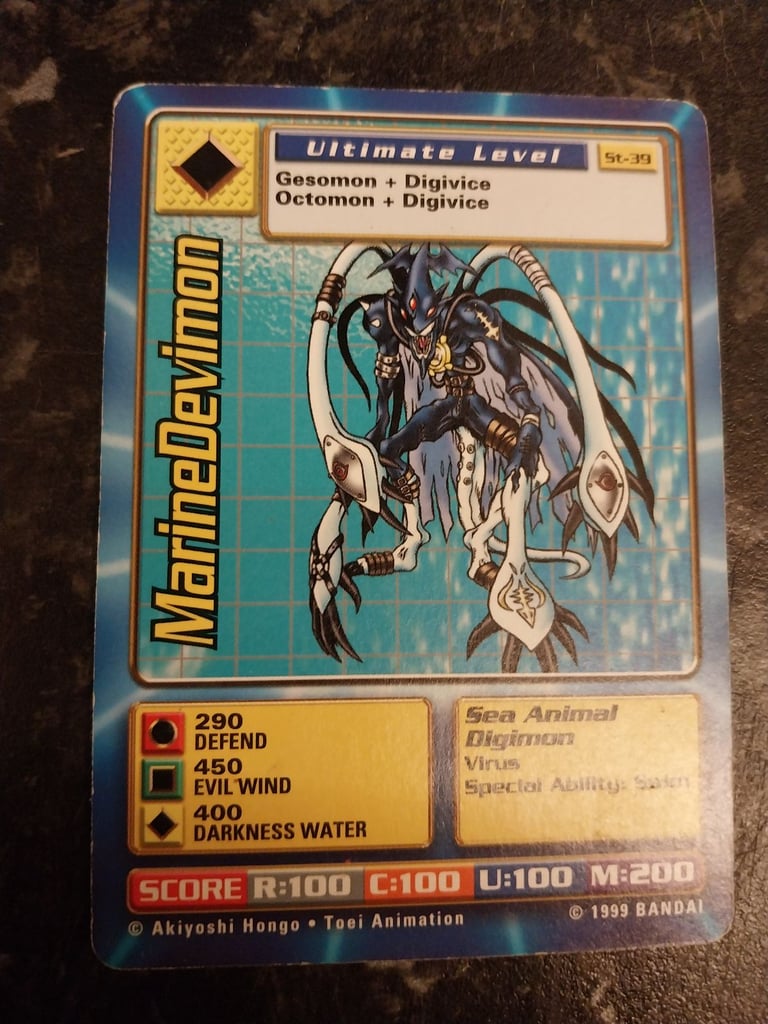 Ultimate Level
St-39
Gesomon + Digivice
Octomon + Digivice
MarineDevimon
290
DEFEND
450
EVIL WIND
400
DARKNESS WATER
Sea Animal
Digimon
Virus
Special Ability: Swim
SCORE R:100 C:100 U:100 M:200
© Akiyoshi Hongo • Toei Animation
© 1999 BANDAI